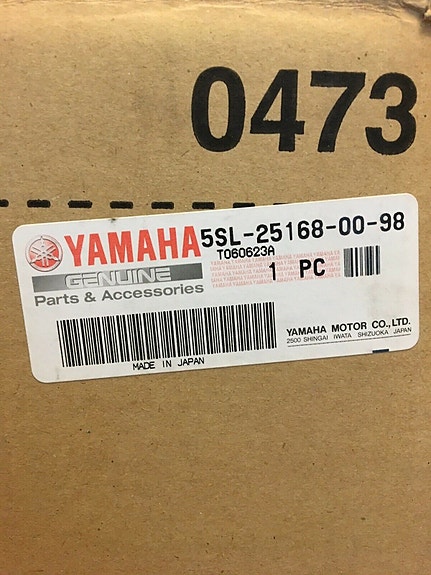 0473
YAMAHA 5SL-25168-00-98
T060623A
GENUINE 1 PC
Parts & Accessories
YAMAHA MOTOR CO.,LTD.
2500 SHINGAI IWATA SHIZUOKA JAPAN
MADE IN JAPAN